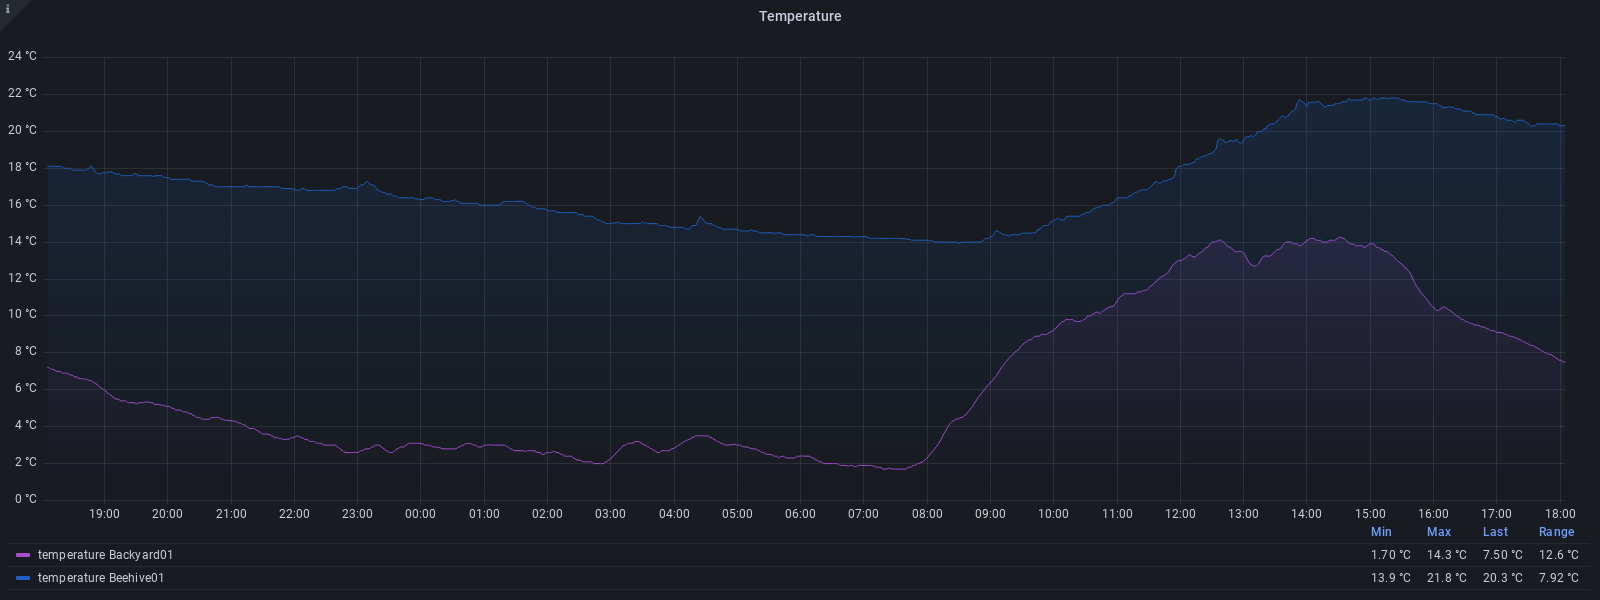 i
Temperature
24 °C
22 °C
20 °C
18 °C
16 °C
14 °C
12 °C
10 °C
8 °C
6 °C
4 °C
2 °C
0 °C
19:00 20:00 21:00 22:00 23:00 00:00 01:00 02:00 03:00 04:00 05:00 06:00 07:00 08:00 09:00 10:00 11:00 12:00 13:00 14:00 15:00 16:00 17:00 18:00
Min Max Last Range
temperature Backyard01 1.70 °C 14.3 °C 7.50 °C 12.6 °C
temperature Beehive01 13.9 °C 21.8 °C 20.3 °C 7.92 °C